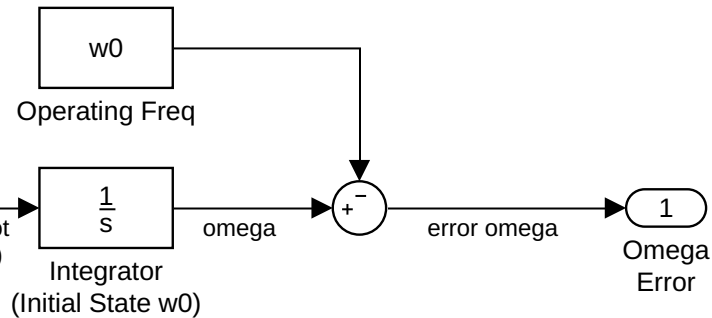 w0
Operating Freq
−
+
1
s
omega
error omega
1
Omega
Error
Integrator
(Initial State w0)